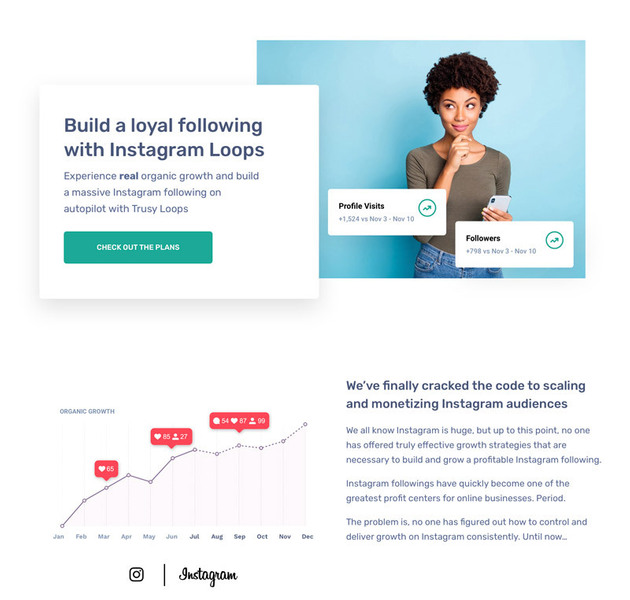 Build a loyal following
with Instagram Loops
Experience real organic growth and build
a massive Instagram following on
autopilot with Trusy Loops
CHECK OUT THE PLANS
Profile Visits
+1,524 vs Nov 3 - Nov 10
Followers
+798 vs Nov 3 - Nov 10
ORGANIC GROWTH
54 87 99
85 27
65
Jan Feb Mar Apr May Jun Jul Aug Sep Oct Nov Dec
Instagram
We've finally cracked the code to scaling
and monetizing Instagram audiences
We all know Instagram is huge, but up to this point, no one
has offered truly effective growth strategies that are
necessary to build and grow a profitable Instagram following.
Instagram followings have quickly become one of the
greatest profit centers for online businesses. Period.
The problem is, no one has figured out how to control and
deliver growth on Instagram consistently. Until now…